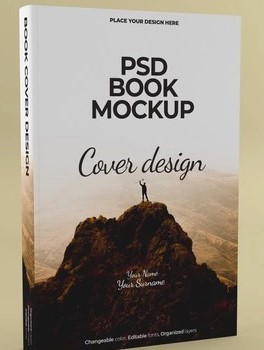 PLACE YOUR DESIGN HERE
PSD
BOOK
MOCKUP
Cover design
Your Name
Your Surname
Changeable color, Editable fonts, Organized layers
BOOK COVER DESIGN